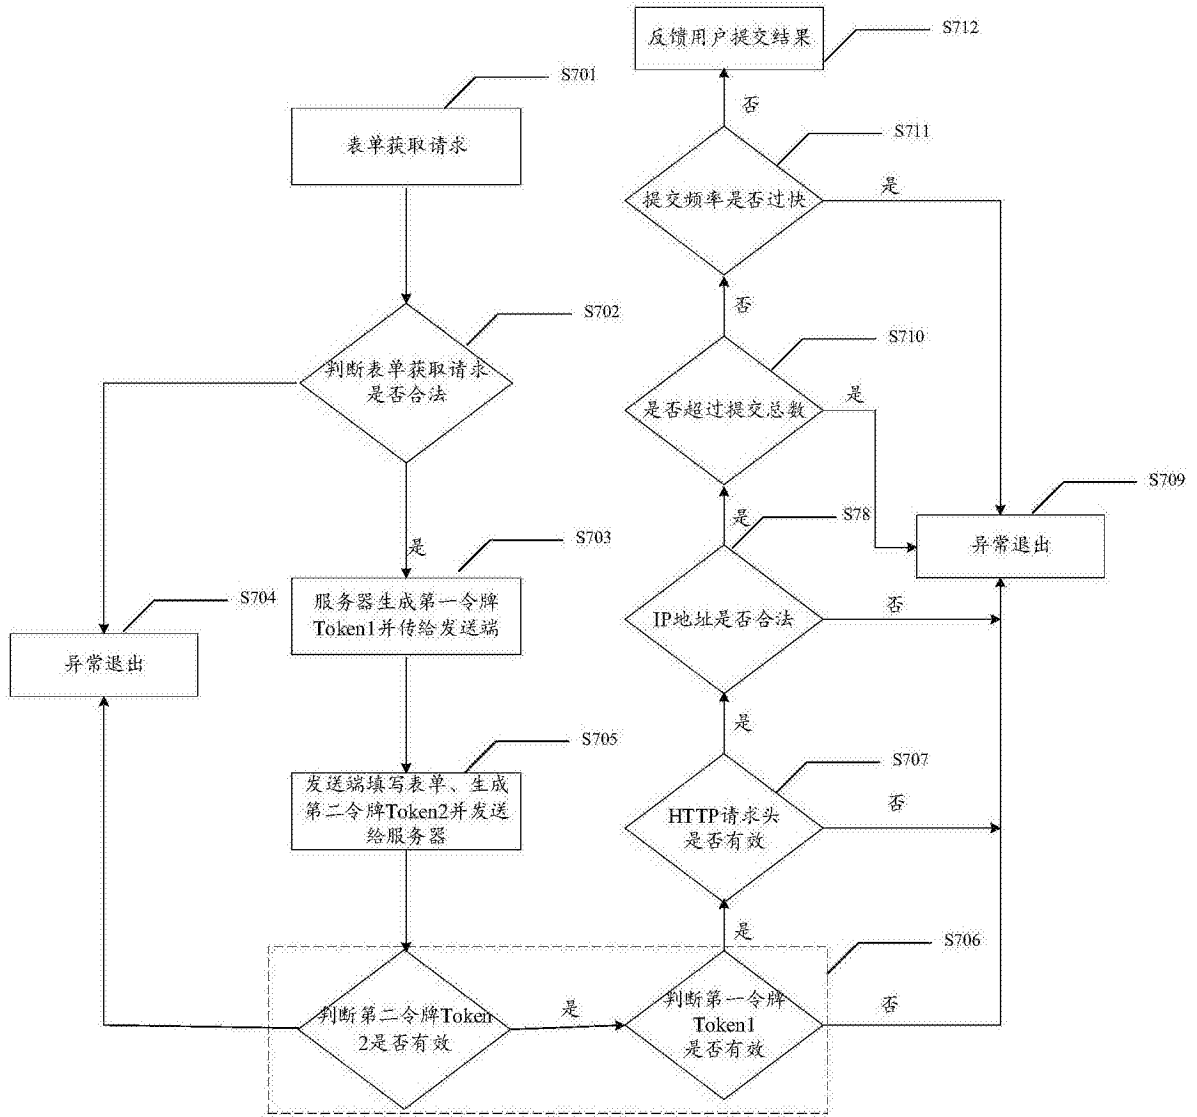 S701
表单获取请求
S702
判断表单获取请求
是否合法
是
S703
服务器生成第一令牌
Token1并传给发送端
S704
异常退出
S705
发送端填写表单、生成
第二令牌Token2并发送
给服务器
判断第二令牌Token
2是否有效
是
S706
判断第一令牌
Token1
是否有效
否
是
S707
HTTP请求头
是否有效
否
是
S78
IP地址是否合法
否
是
S709
异常退出
S710
是否超过提交总数
是
否
S711
提交频率是否过快
是
否
S712
反馈用户提交结果